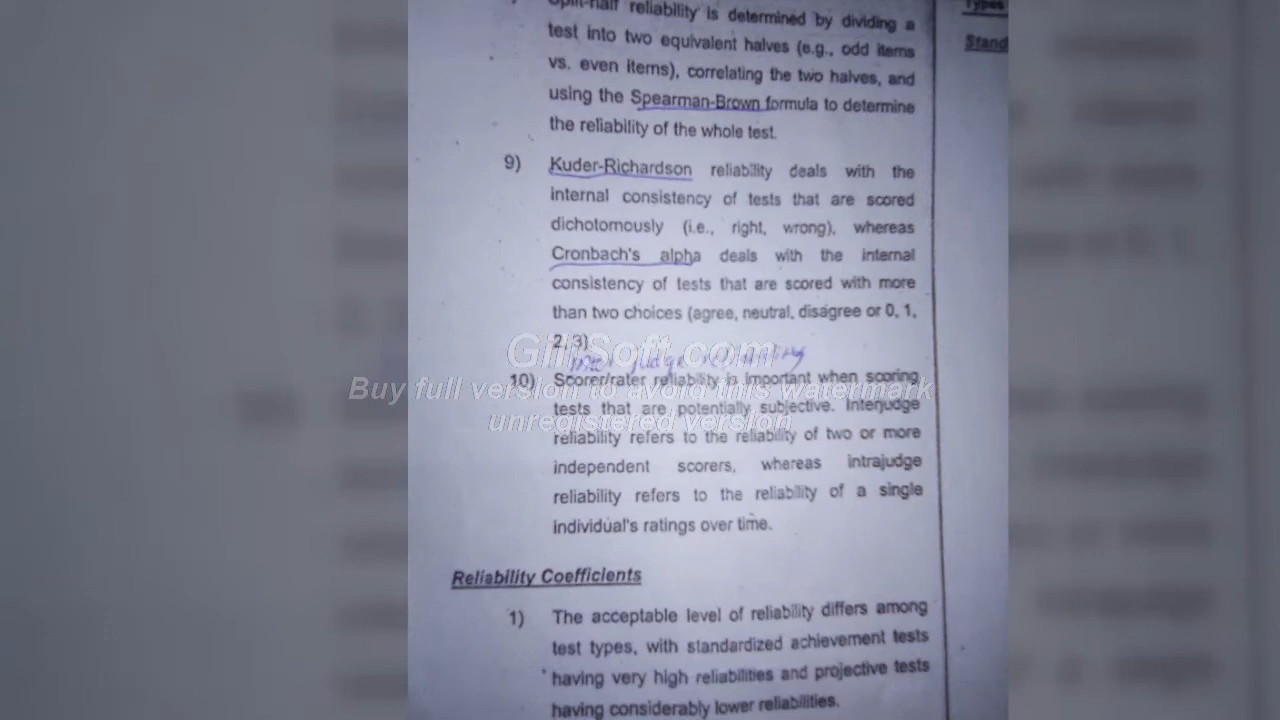 Split-half reliability is determined by dividing a
test into two equivalent halves (e.g., odd items
vs. even items), correlating the two halves, and
using the Spearman-Brown formula to determine
the reliability of the whole test.
9) Kuder-Richardson reliability deals with the
internal consistency of tests that are scored
dichotomously (i.e., right, wrong), whereas
Cronbach's alpha deals with the internal
consistency of tests that are scored with more
than two choices (agree, neutral, disagree or 0, 1,
2, 3)
judge
10) Scorer/rater reliability is important when scoring
tests that are potentially subjective. Interjudge
reliability refers to the reliability of two or more
independent scorers, whereas intrajudge
reliability refers to the reliability of a single
individual's ratings over time.
Reliability Coefficients
1) The acceptable level of reliability differs among
test types, with standardized achievement tests
having very high reliabilities and projective tests
having considerably lower reliabilities.
Types
Stand
GiliSoft.com
Buy full version to avoid this watermark
unregistered version